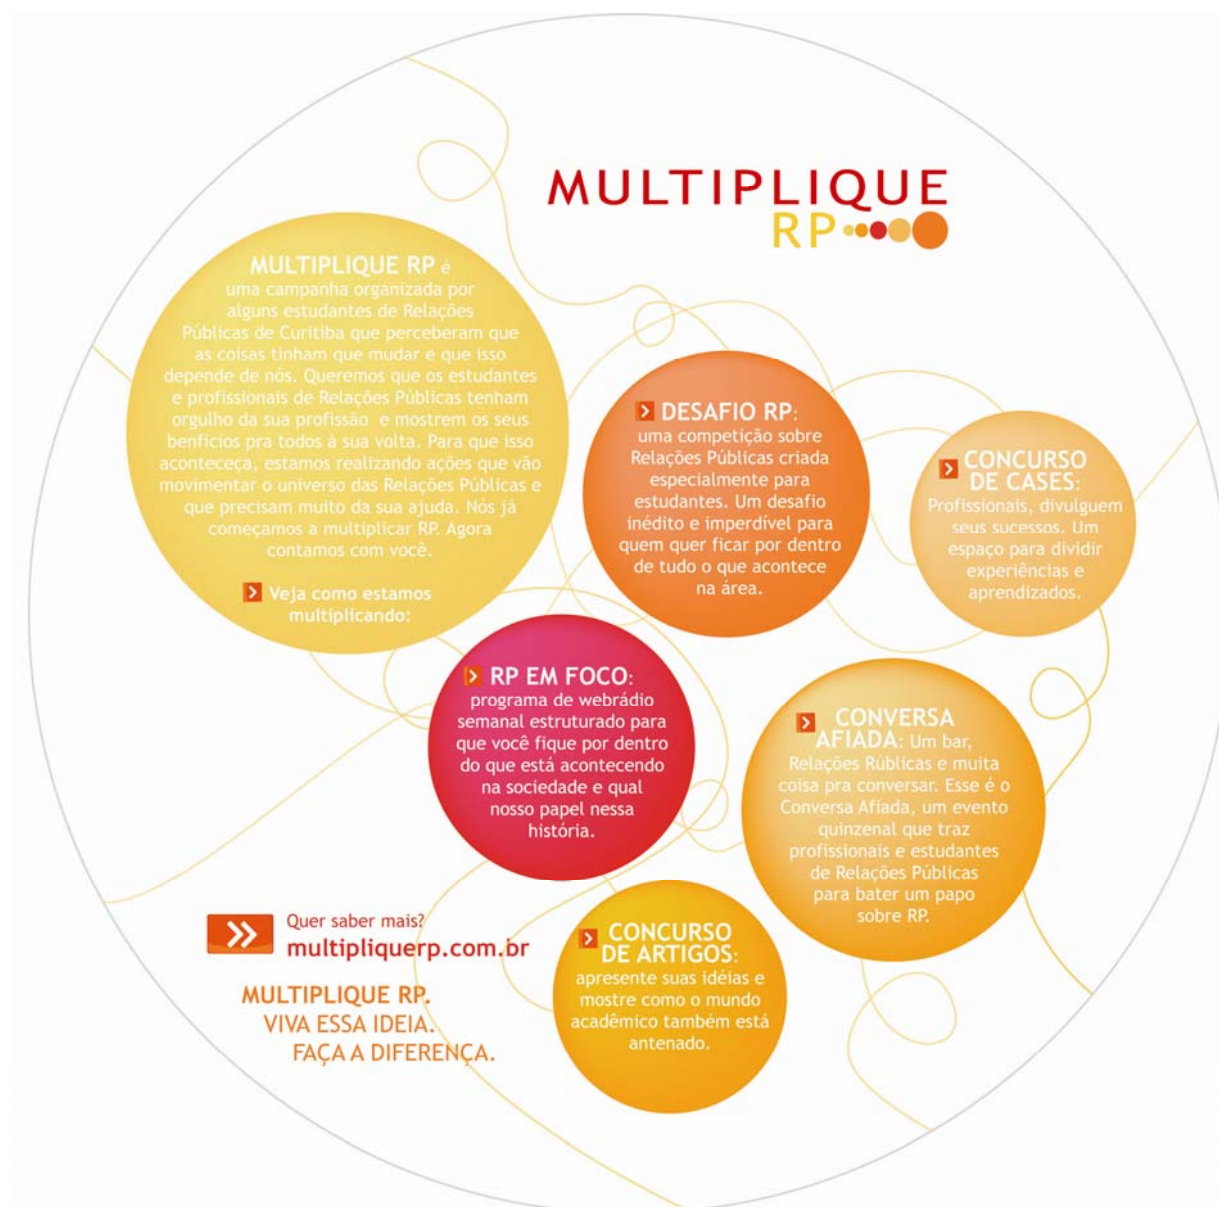 MULTIPLIQUE
RP
MULTIPLIQUE RP é
uma campanha organizada por
alguns estudantes de Relações
Públicas de Curitiba que perceberam que
as coisas tinham que mudar e que isso
depende de nós. Queremos que os estudantes
e profissionais de Relações Públicas tenham
orgulho da sua profissão e mostrem os seus
benfícios pra todos à sua volta. Para que isso
aconteceça, estamos realizando ações que vão
movimentar o universo das Relações Públicas e
que precisam muito da sua ajuda. Nós já
começamos a multiplicar RP. Agora
contamos com você.
Veja como estamos
multiplicando:
DESAFIO RP:
uma competição sobre
Relações Públicas criada
especialmente para
estudantes. Um desafio
inédito e imperdível para
quem quer ficar por dentro
de tudo o que acontece
na área.
CONCURSO
DE CASES:
Profissionais, divulguem
seus sucessos. Um
espaço para dividir
experiências e
aprendizados.
RP EM FOCO:
programa de webrádio
semanal estruturado para
que você fique por dentro
do que está acontecendo
na sociedade e qual
nosso papel nessa
história.
CONVERSA
AFIADA: Um bar,
Relações Rúblicas e muita
coisa pra conversar. Esse é o
Conversa Afiada, um evento
quinzenal que traz
profissionais e estudantes
de Relações Públicas
para bater um papo
sobre RP.
CONCURSO
DE ARTIGOS:
apresente suas idéias e
mostre como o mundo
acadêmico também está
antenado.
Quer saber mais?
multipliquerp.com.br
MULTIPLIQUE RP.
VIVA ESSA IDEIA.
FAÇA A DIFERENÇA.